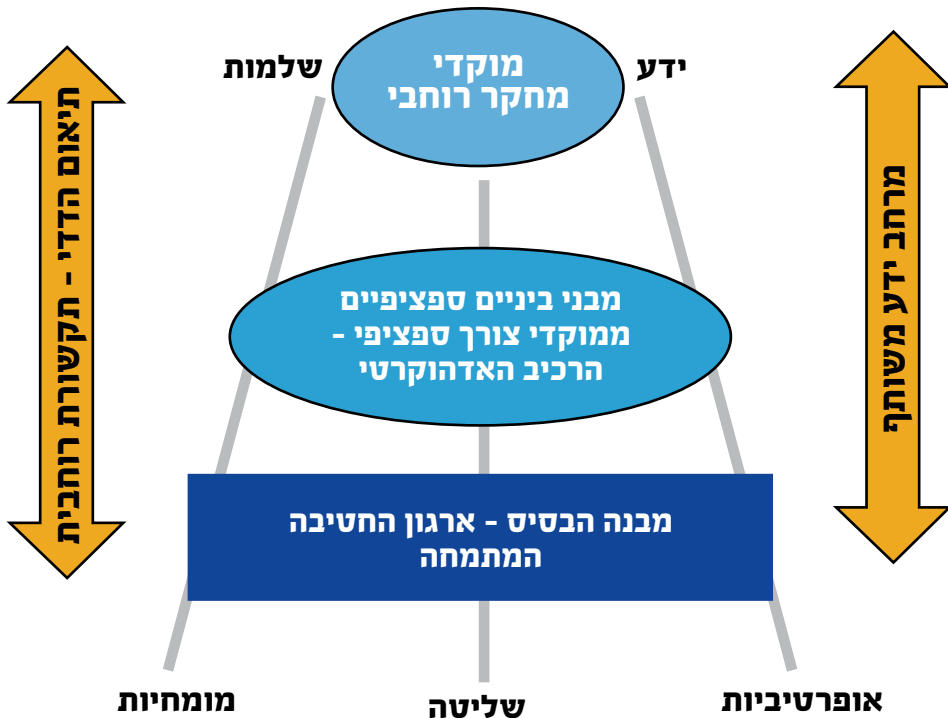 מוקדי
מחקר רוחבי
ידע
שלמות
מרחב ידע משותף
תיאום הדדי - תקשורת רוחבית
מבני ביניים ספציפיים
ממוקדי צורך ספציפי -
הרכיב האדהוקרטי
מבנה הבסיס - ארגון החטיבה
המתמחה
אופרטיביות
שליטה
מומחיות